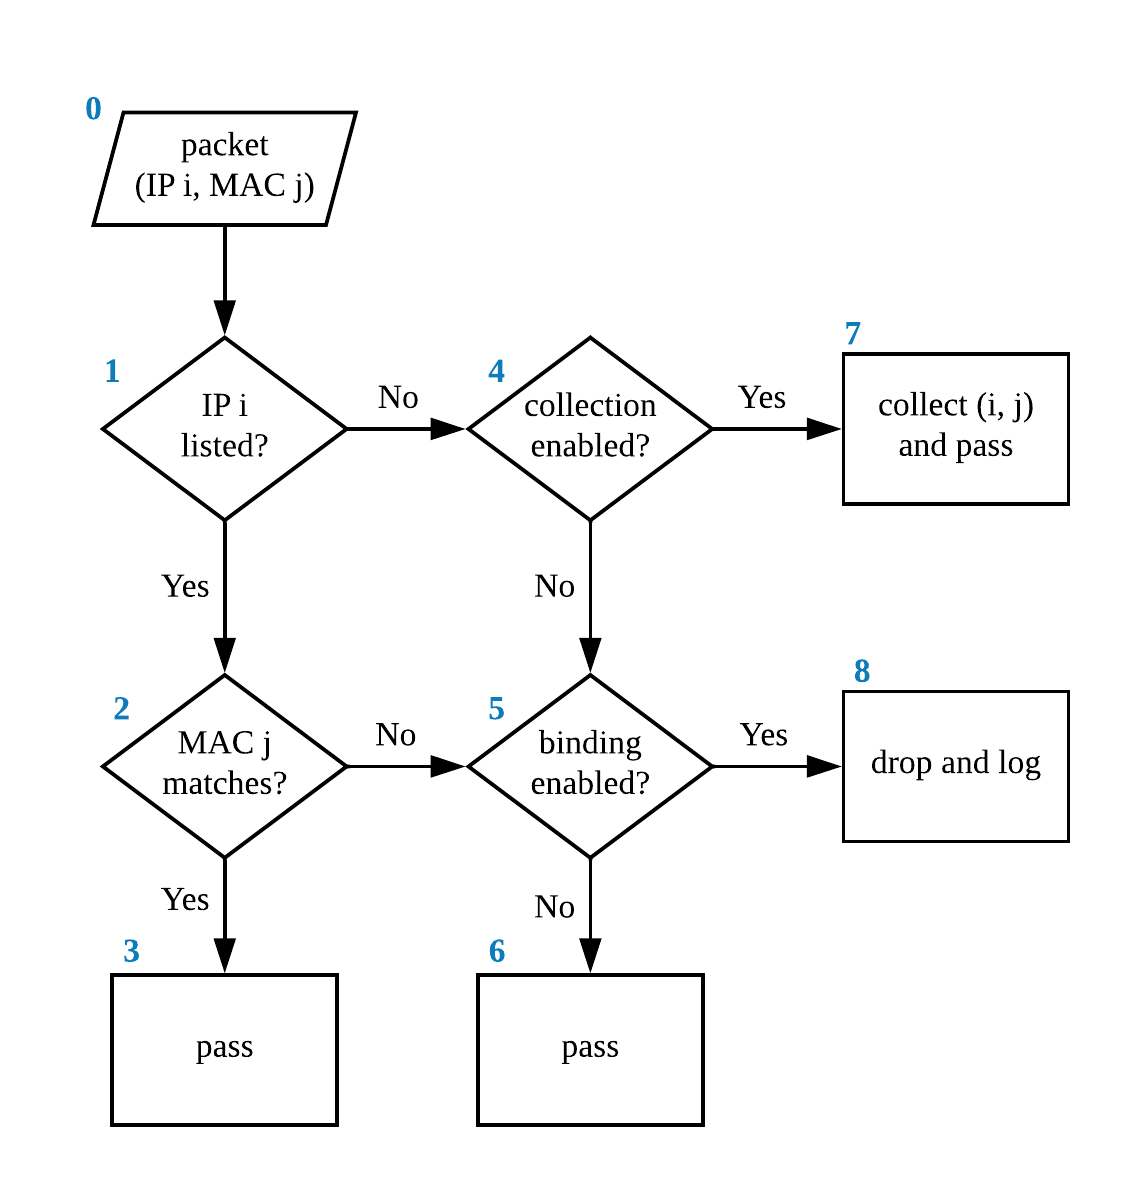 0
packet
(IP i, MAC j)
1
IP i
listed?
No
4
collection
enabled?
Yes
7
collect (i, j)
and pass
Yes
No
2
MAC j
matches?
No
5
binding
enabled?
Yes
8
drop and log
Yes
No
3
pass
6
pass